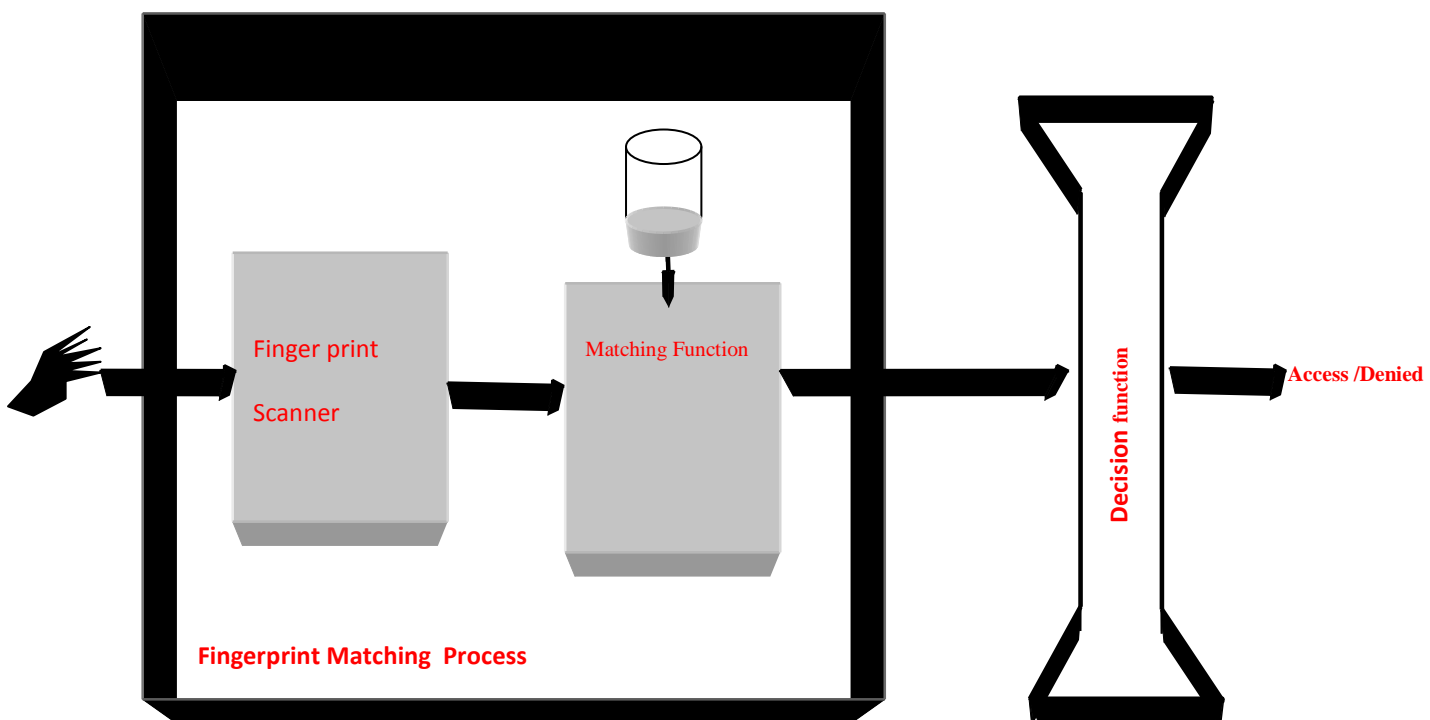 Finger print
Scanner
Matching Function
Decision function
Access /Denied
Fingerprint Matching  Process